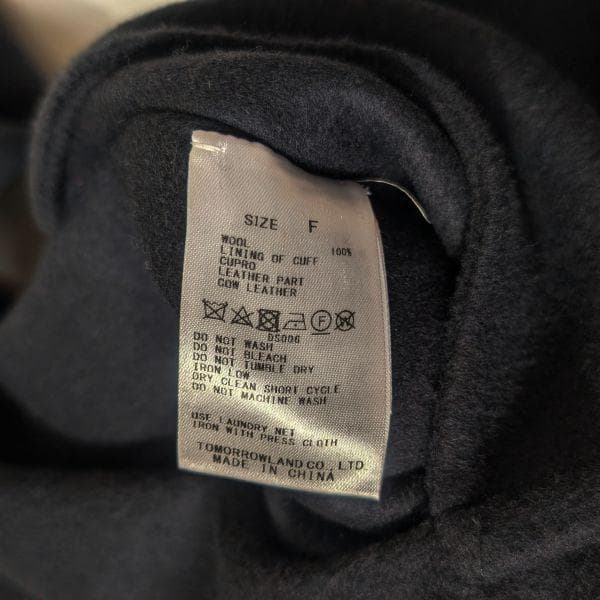 SIZE F
WOOL 100%
LINING OF CUFF
CUPRO
LEATHER PART
COW LEATHER
DS006
DO NOT WASH
DO NOT BLEACH
DO NOT TUMBLE DRY
IRON LOW
DRY CLEAN SHORT CYCLE
DO NOT MACHINE WASH
USE LAUNDRY NET
IRON WITH PRESS CLOTH
TOMORROWLAND CO., LTD.
MADE IN CHINA